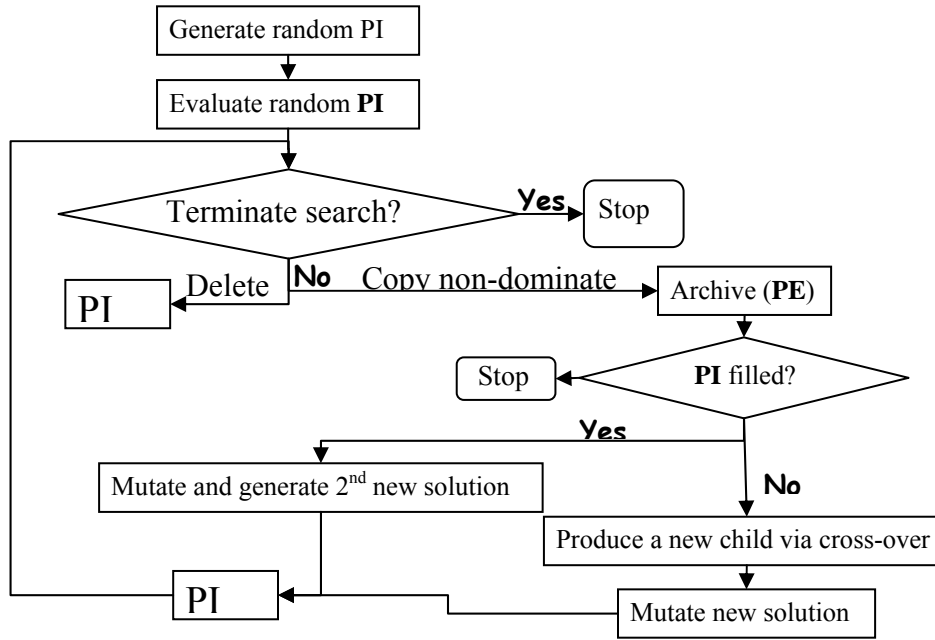 Generate random PI
Evaluate random PI
Terminate search?
Yes
Stop
Delete
No
Copy non-dominate
PI
Archive (PE)
Stop
PI filled?
Yes
Mutate and generate 2nd new solution
No
Produce a new child via cross-over
PI
Mutate new solution